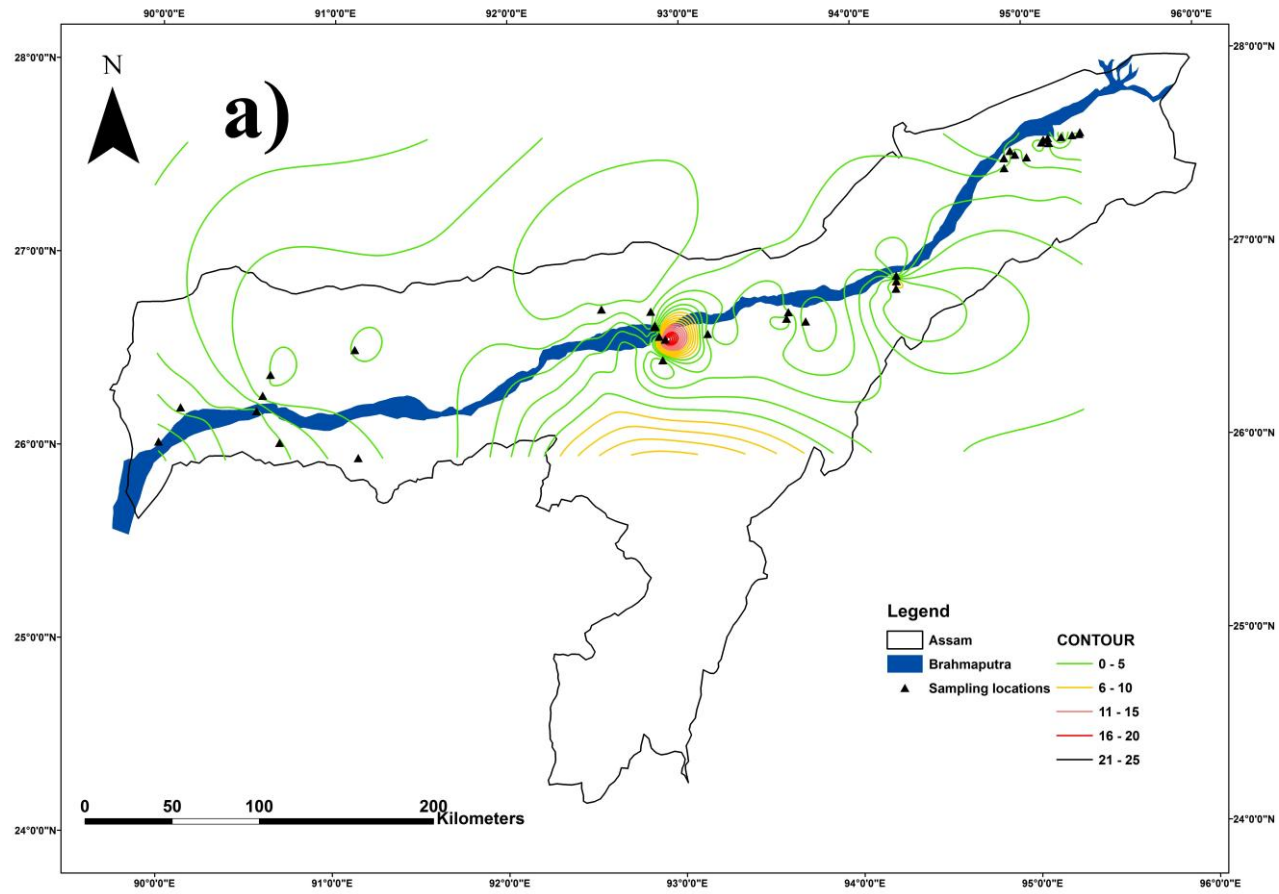 90°0'0"E 91°0'0"E 92°0'0"E 93°0'0"E 94°0'0"E 95°0'0"E 96°0'0"E
28°0'0"N 28°0'0"N
N
a)
27°0'0"N 27°0'0"N
26°0'0"N 26°0'0"N
25°0'0"N 25°0'0"N
Legend
Assam
Brahmaputra
Sampling locations
CONTOUR
0 - 5
6 - 10
11 - 15
16 - 20
21 - 25
0 50 100 200
Kilometers
24°0'0"N 24°0'0"N
90°0'0"E 91°0'0"E 92°0'0"E 93°0'0"E 94°0'0"E 95°0'0"E 96°0'0"E